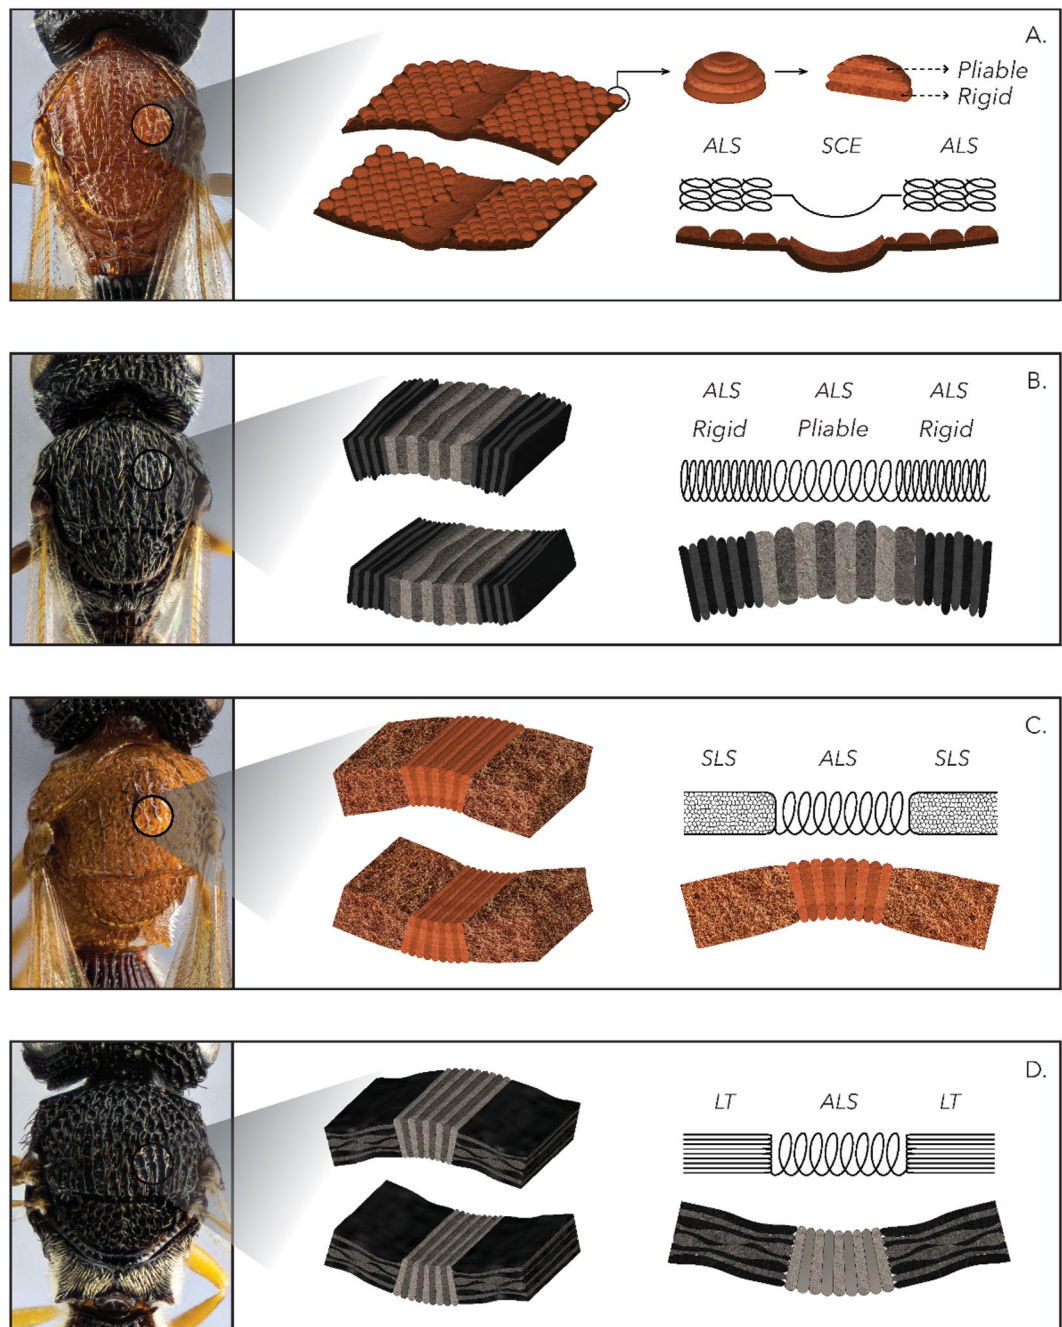 A.
Pliable
Rigid
ALS SCE ALS
B.
ALS ALS ALS
Rigid Pliable Rigid
C.
SLS ALS SLS
D.
LT ALS LT